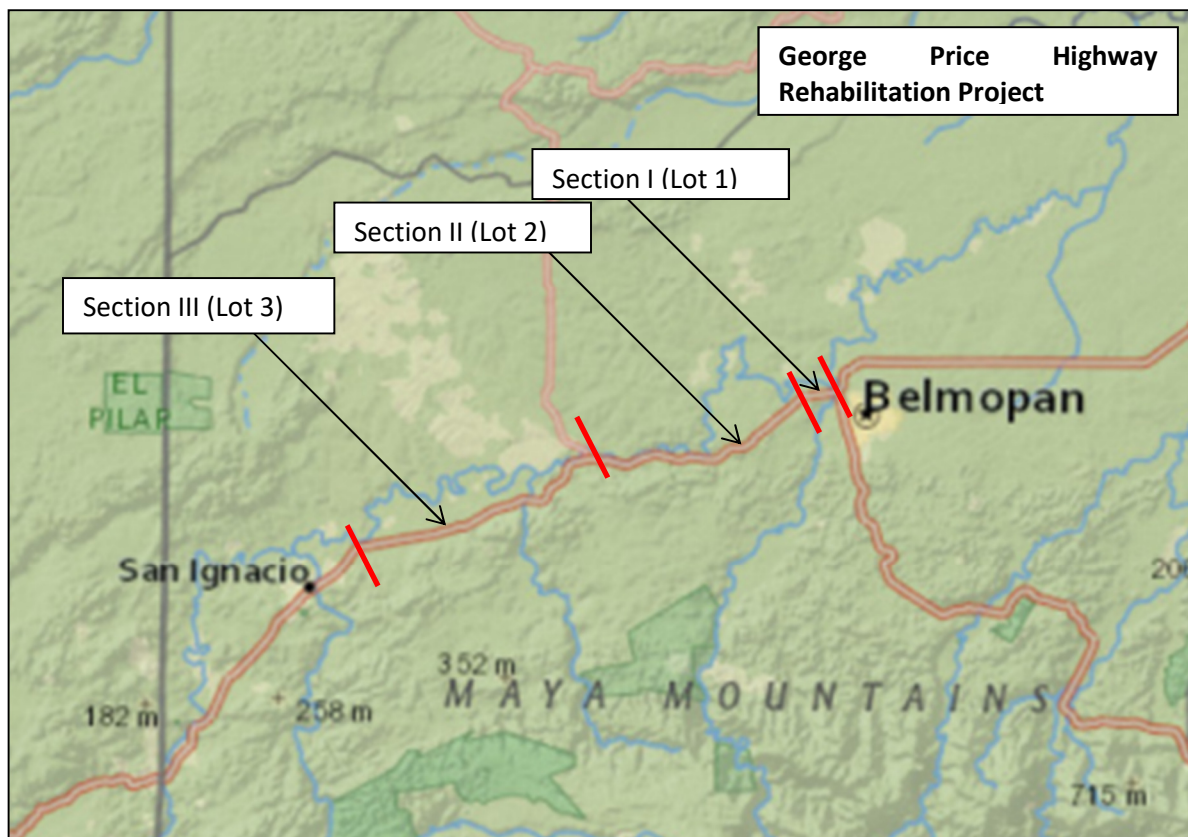 George Price Highway
Rehabilitation Project
Section I (Lot 1)
Section II (Lot 2)
Section III (Lot 3)
EL
PILAR
Belmopan
San Ignacio
352 m
MAYA MOUNTAINS
182 m
258 m
715 m